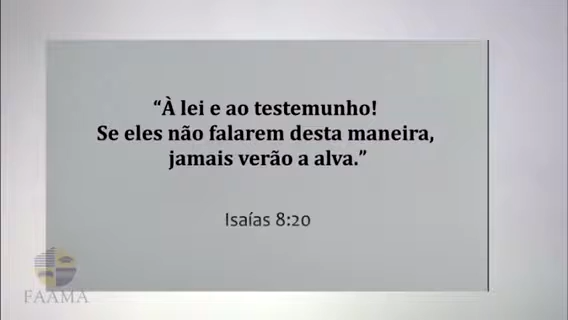 “À lei e ao testemunho!
Se eles não falarem desta maneira,
jamais verão a alva.”
Isaías 8:20
FAAMA